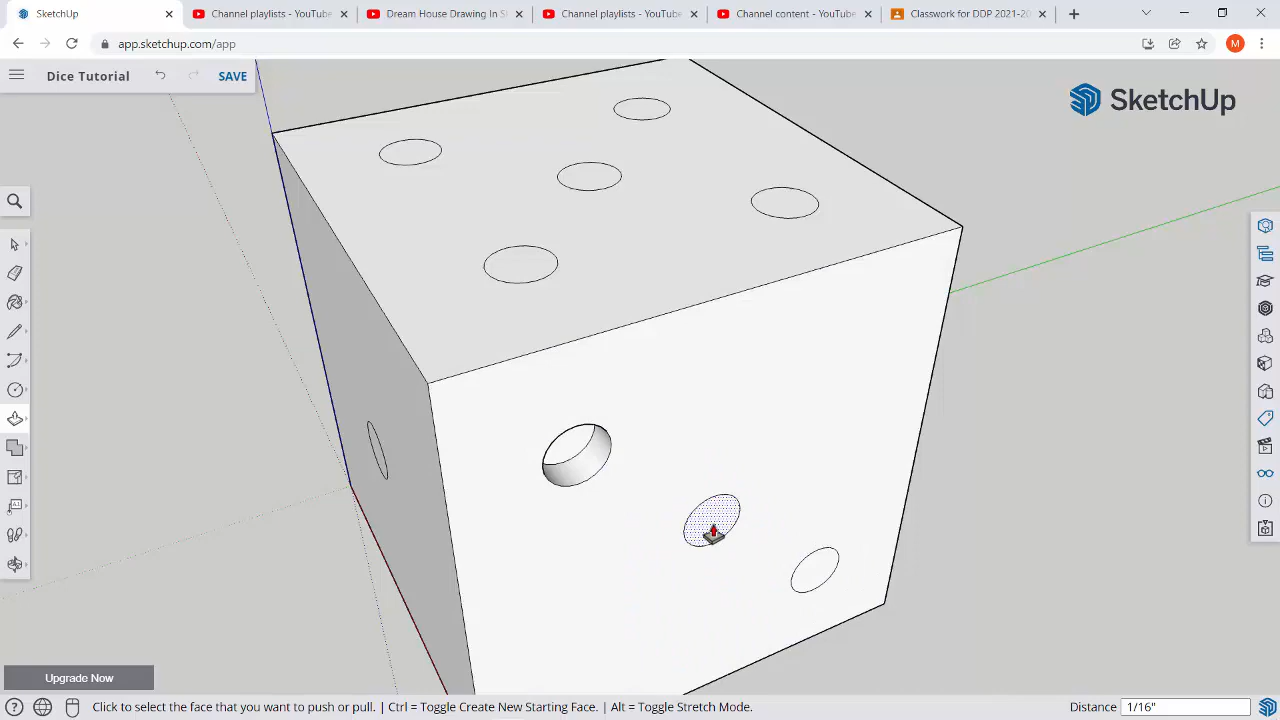 SketchUp
Channel playlists - YouTube
Dream House Drawing In Sk
Channel playlists - YouTube
Channel content - YouTube
Classwork for DDP 2021-20
app.sketchup.com/app
M
Dice Tutorial
SAVE
SketchUp
Upgrade Now
Click to select the face that you want to push or pull. | Ctrl = Toggle Create New Starting Face. | Alt = Toggle Stretch Mode.
Distance 1/16"